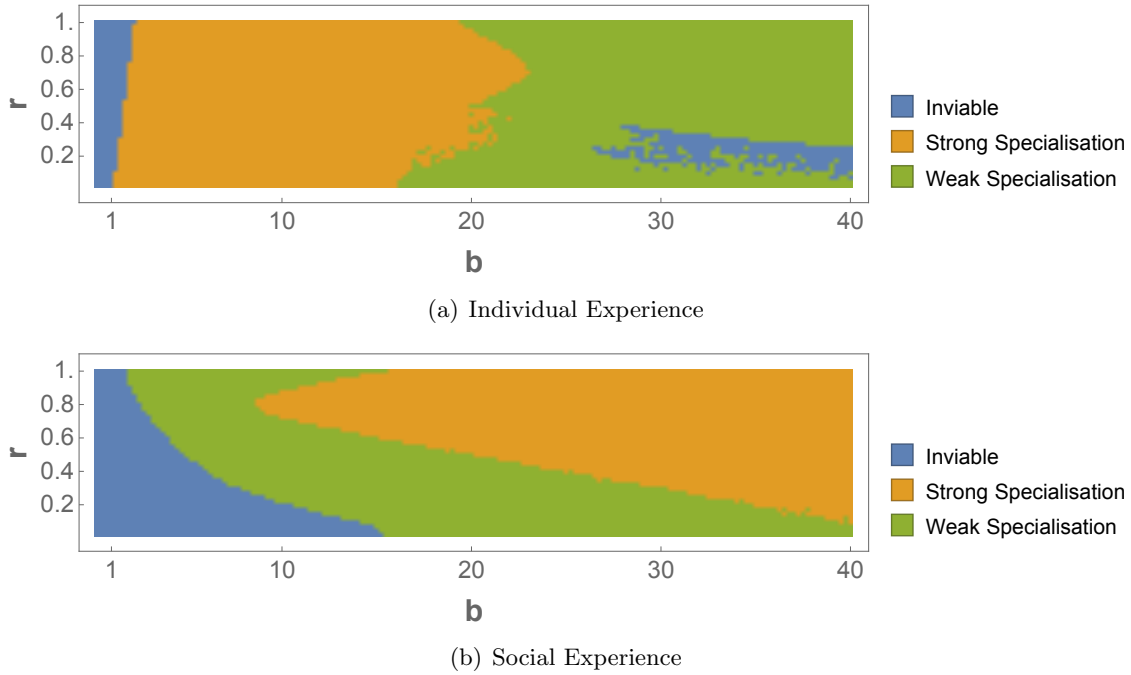 1.
0.8
0.6
0.4
0.2
r
1 10 20 30 40
b
Inviable
Strong Specialisation
Weak Specialisation
(a) Individual Experience
1.
0.8
0.6
0.4
0.2
r
1 10 20 30 40
b
Inviable
Strong Specialisation
Weak Specialisation
(b) Social Experience